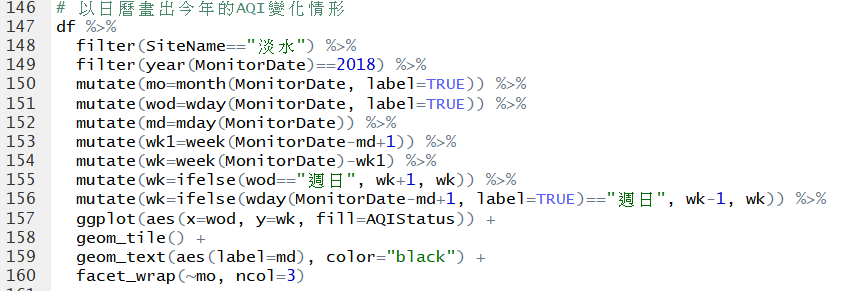 146 # 以日曆畫出今年的AQI變化情形
147 df %>%
148   filter(SiteName=="淡水") %>%
149   filter(year(MonitorDate)==2018) %>%
150   mutate(mo=month(MonitorDate, label=TRUE)) %>%
151   mutate(wod=wday(MonitorDate, label=TRUE)) %>%
152   mutate(md=mday(MonitorDate)) %>%
153   mutate(wk1=week(MonitorDate-md+1)) %>%
154   mutate(wk=week(MonitorDate)-wk1) %>%
155   mutate(wk=ifelse(wod=="週日", wk+1, wk)) %>%
156   mutate(wk=ifelse(wday(MonitorDate-md+1, label=TRUE)=="週日", wk-1, wk)) %>%
157   ggplot(aes(x=wod, y=wk, fill=AQIStatus)) +
158   geom_tile() +
159   geom_text(aes(label=md), color="black") +
160   facet_wrap(~mo, ncol=3)